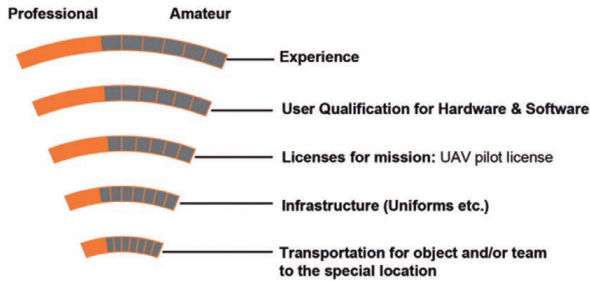 Professional Amateur
Experience
User Qualification for Hardware & Software
Licenses for mission: UAV pilot license
Infrastructure (Uniforms etc.)
Transportation for object and/or team
to the special location